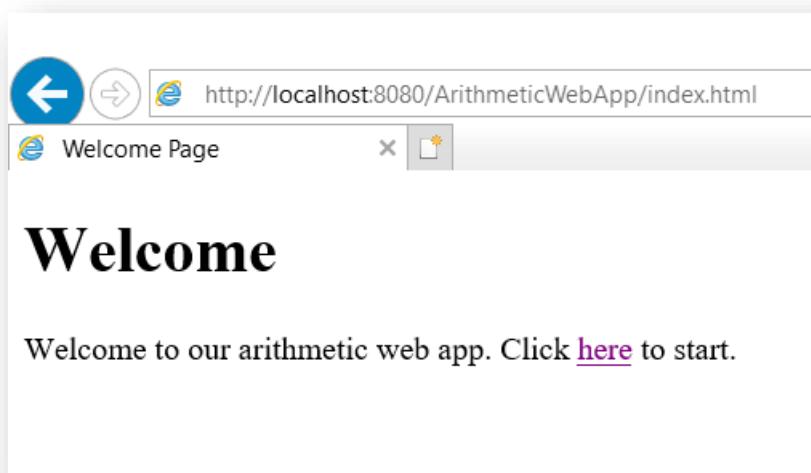 http://localhost:8080/ArithmeticWebApp/index.html
Welcome Page
Welcome
Welcome to our arithmetic web app. Click here to start.